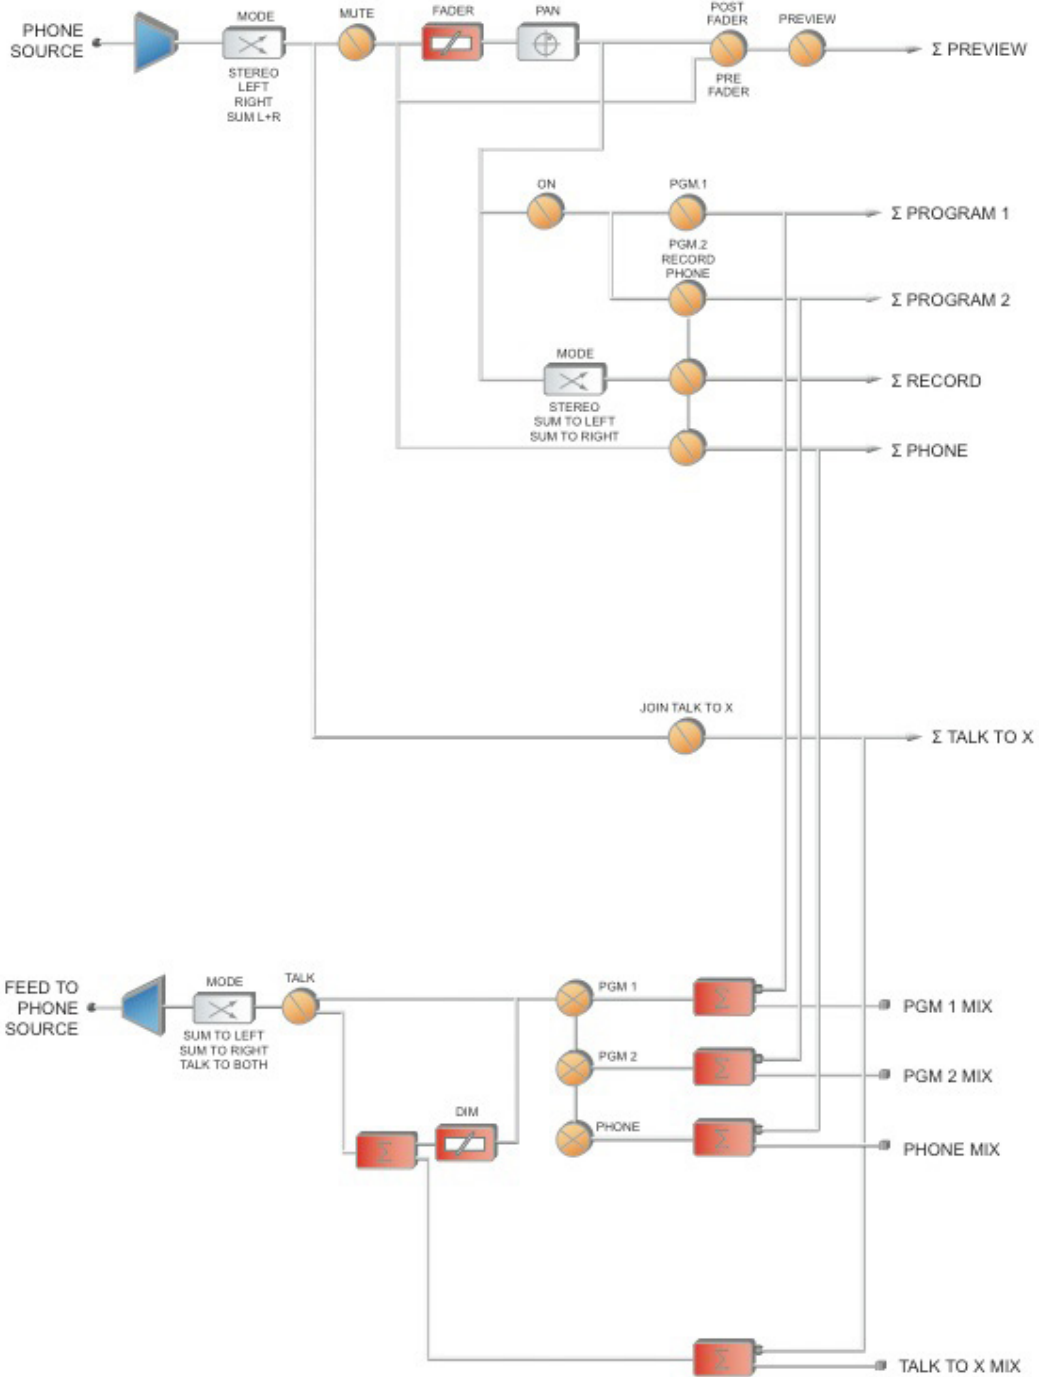 PHONE
SOURCE
MODE
STEREO
LEFT
RIGHT
SUM L+R
MUTE
FADER
PAN
POST
FADER
PRE
FADER
PREVIEW
Σ PREVIEW
ON
PGM.1
Σ PROGRAM 1
PGM.2
RECORD
PHONE
Σ PROGRAM 2
MODE
STEREO
SUM TO LEFT
SUM TO RIGHT
Σ RECORD
Σ PHONE
JOIN TALK TO X
Σ TALK TO X
FEED TO
PHONE
SOURCE
MODE
SUM TO LEFT
SUM TO RIGHT
TALK TO BOTH
TALK
PGM 1
Σ
PGM 1 MIX
PGM 2
Σ
PGM 2 MIX
DIM
Σ
PHONE
Σ
PHONE MIX
Σ
TALK TO X MIX